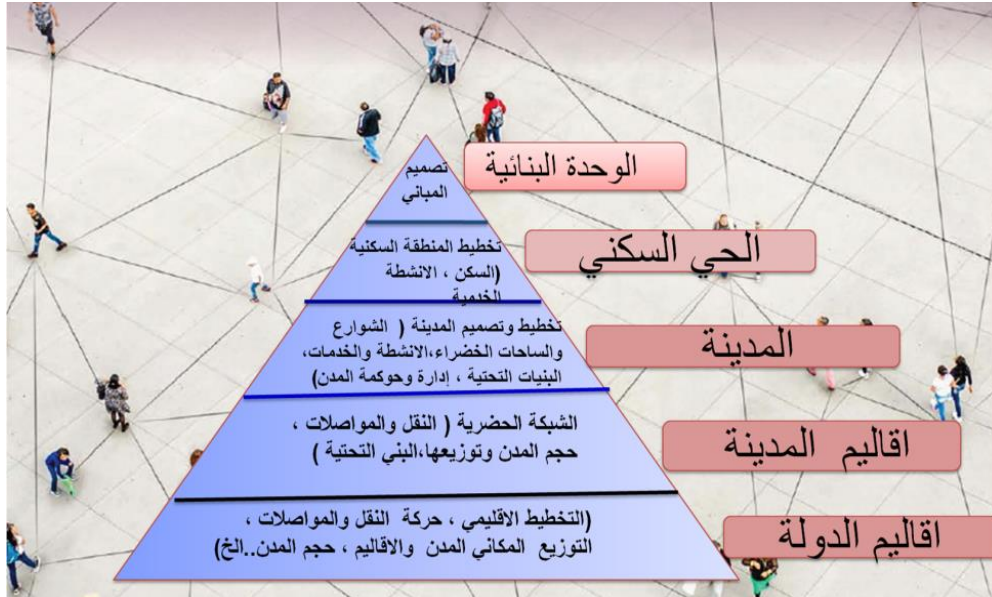 الوحدة البنائية
تصميم
المباني
الحي السكني
تخطيط المنطقة السكنية
(السكن ، الانشطة
الخدمية
المدينة
تخطيط وتصميم المدينة ( الشوارع
والساحات الخضراء،الانشطة والخدمات،
البنيات التحتية ، إدارة وحوكمة المدن)
اقاليم المدينة
الشبكة الحضرية ( النقل والمواصلات ،
حجم المدن وتوزيعها،البني التحتية )
اقاليم الدولة
(التخطيط الاقليمي ، حركة النقل والمواصلات ،
التوزيع المكاني المدن والاقاليم ، حجم المدن..الخ)